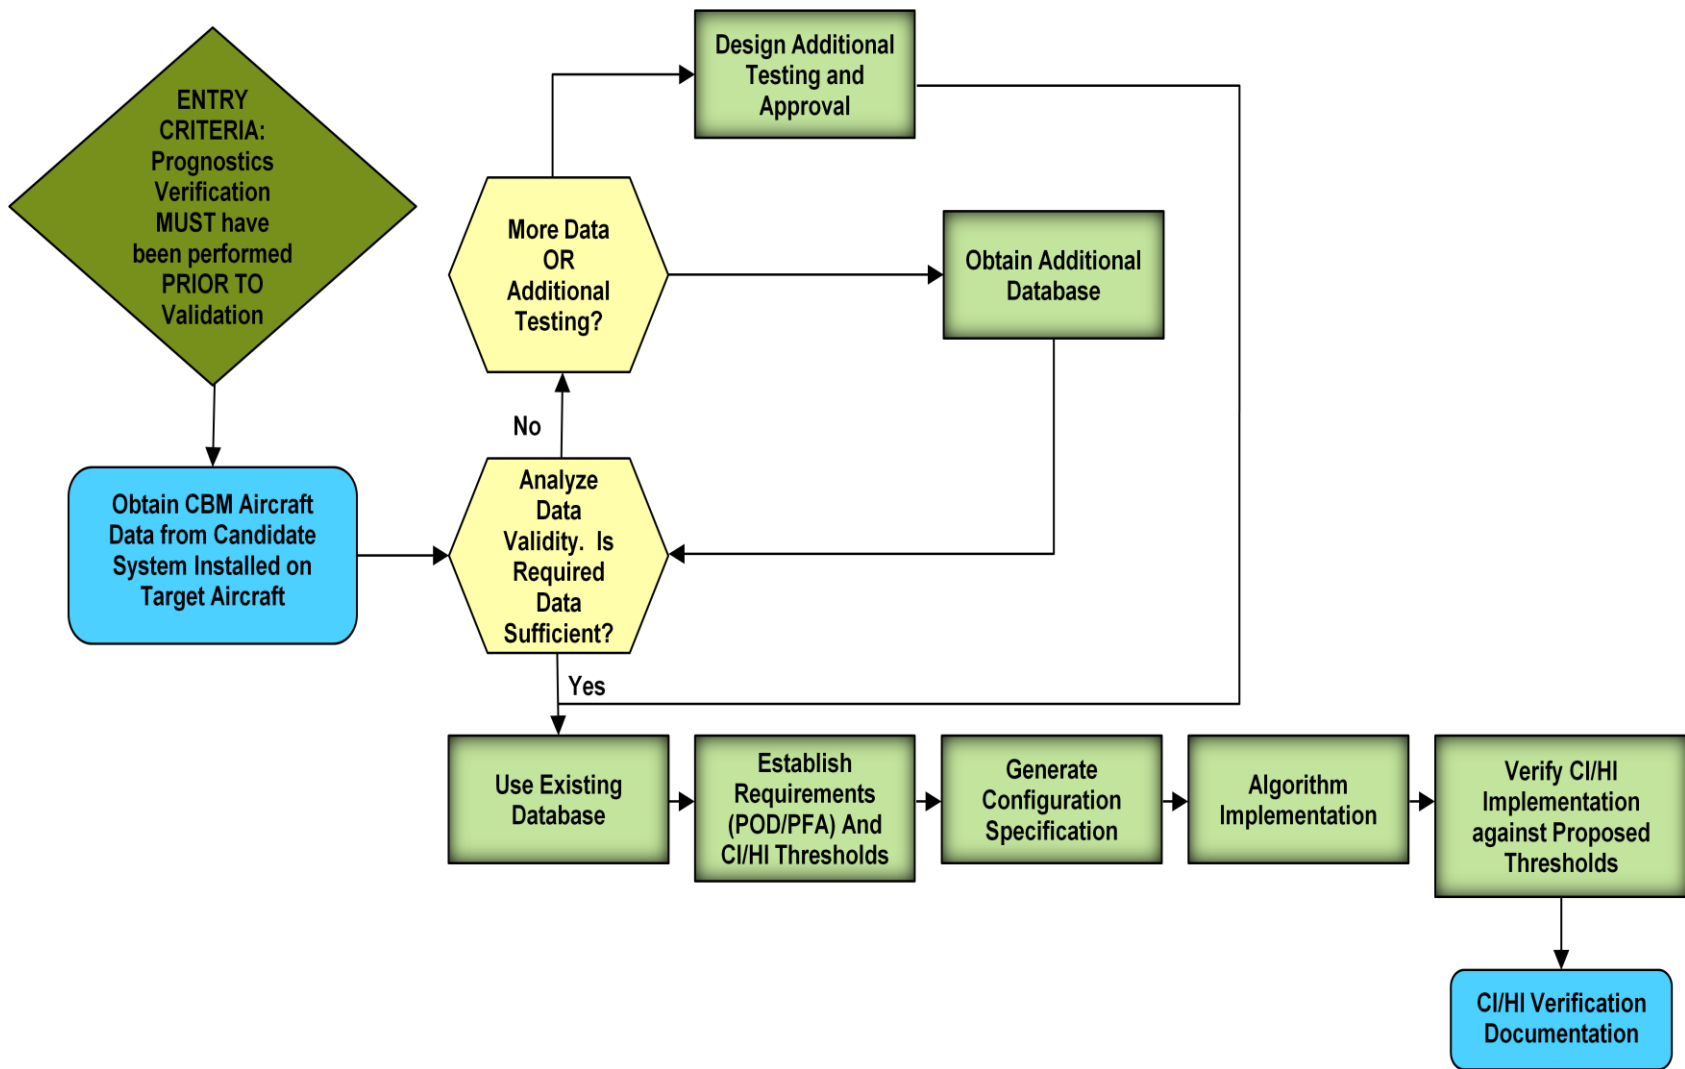 ENTRY
CRITERIA:
Prognostics
Verification
MUST have
been performed
PRIOR TO
Validation
Design Additional
Testing and
Approval
More Data
OR
Additional
Testing?
Obtain Additional
Database
No
Obtain CBM Aircraft
Data from Candidate
System Installed on
Target Aircraft
Analyze
Data
Validity.  Is
Required
Data
Sufficient?
Yes
Use Existing
Database
Establish
Requirements
(POD/PFA) And
CI/HI Thresholds
Generate
Configuration
Specification
Algorithm
Implementation
Verify CI/HI
Implementation
against Proposed
Thresholds
CI/HI Verification
Documentation